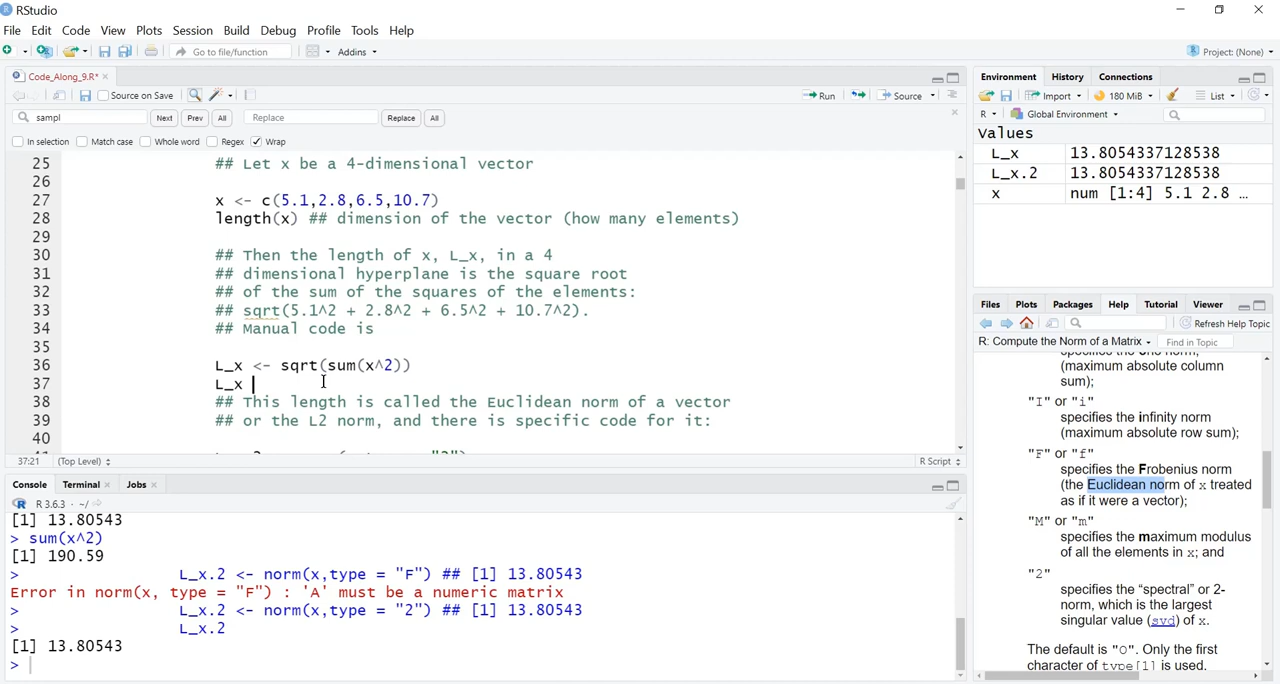 RStudio
File Edit Code View Plots Session Build Debug Profile Tools Help
Go to file/function Addins Project: (None)
Code_Along_9.R*
Source on Save Run Source
sampl Next Prev All Replace Replace All
In selection Match case Whole word Regex Wrap
25 ## Let x be a 4-dimensional vector
26
27 x <- c(5.1,2.8,6.5,10.7)
28 length(x) ## dimension of the vector (how many elements)
29
30 ## Then the length of x, L_x, in a 4
31 ## dimensional hyperplane is the square root
32 ## of the sum of the squares of the elements:
33 ## sqrt(5.1^2 + 2.8^2 + 6.5^2 + 10.7^2).
34 ## Manual code is
35
36 L_x <- sqrt(sum(x^2))
37 L_x
38 ## This length is called the Euclidean norm of a vector
39 ## or the L2 norm, and there is specific code for it:
40
37:21 (Top Level) R Script
Console Terminal Jobs
R 3.6.3 · ~/
[1] 13.80543
> sum(x^2)
[1] 190.59
> L_x.2 <- norm(x,type = "F") ## [1] 13.80543
Error in norm(x, type = "F") : 'A' must be a numeric matrix
> L_x.2 <- norm(x,type = "2") ## [1] 13.80543
> L_x.2
[1] 13.80543
>
Environment History Connections
Import 180 MiB List
R Global Environment
values
L_x 13.8054337128538
L_x.2 13.8054337128538
x num [1:4] 5.1 2.8 ...
Files Plots Packages Help Tutorial Viewer
Refresh Help Topic
R: Compute the Norm of a Matrix Find in Topic
(maximum absolute column
sum);
"I" or "i"
specifies the infinity norm
(maximum absolute row sum);
"F" or "f"
specifies the Frobenius norm
(the Euclidean norm of x treated
as if it were a vector);
"M" or "m"
specifies the maximum modulus
of all the elements in x; and
"2"
specifies the “spectral” or 2-
norm, which is the largest
singular value (svd) of x.
The default is "O". Only the first
character of type[1] is used.